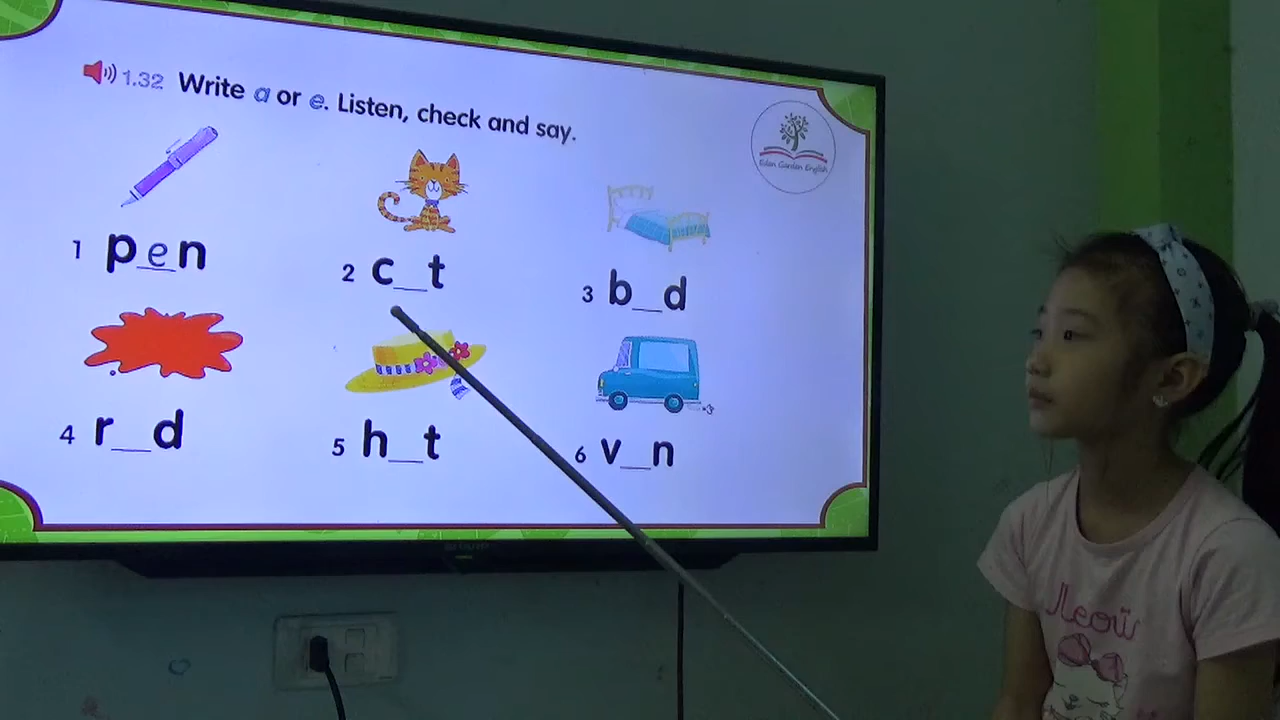 1.32 Write a or e. Listen, check and say.
Eden Garden English
1 pen
2 c_t
3 b_d
4 r_d
5 h_t
6 v_n
Meow